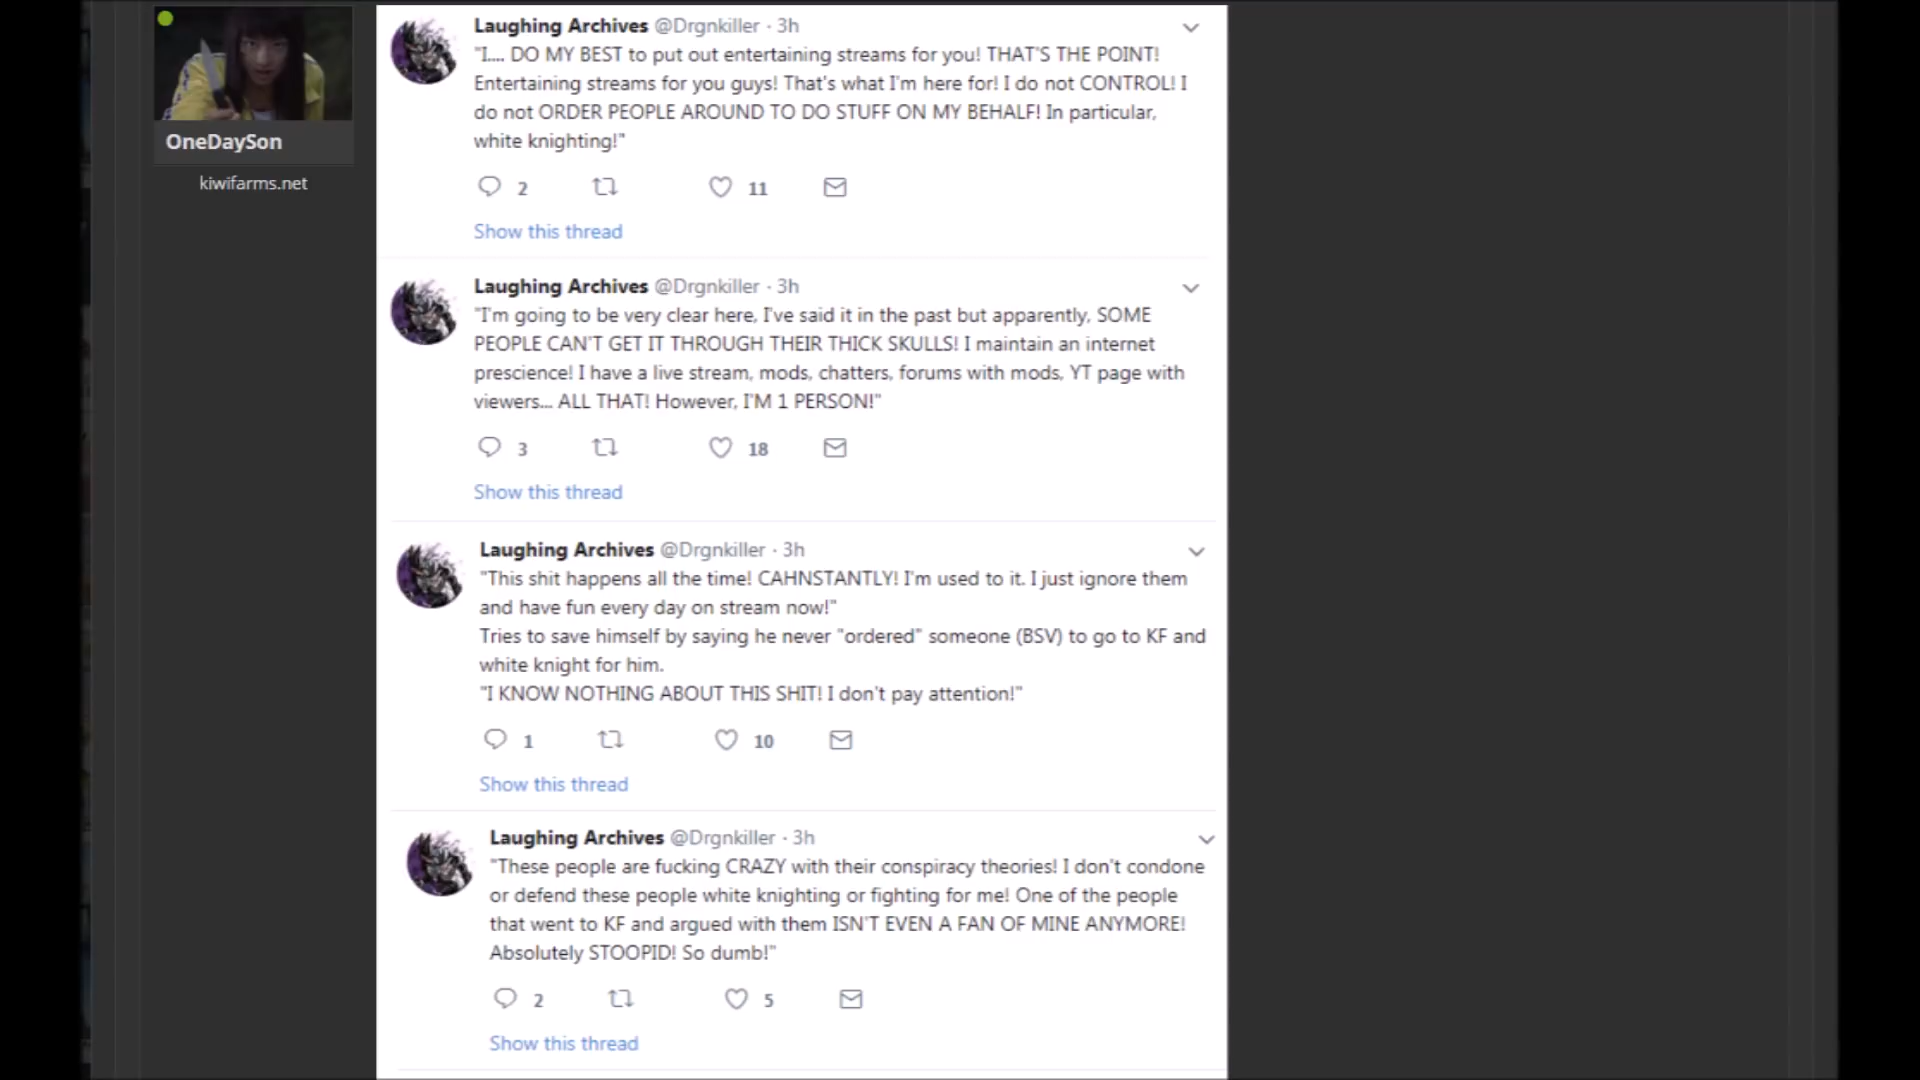 OneDaySon
kiwifarms.net
Laughing Archives @Drgnkiller · 3h
"I.... DO MY BEST to put out entertaining streams for you! THAT'S THE POINT!
Entertaining streams for you guys! That's what I'm here for! I do not CONTROL! I
do not ORDER PEOPLE AROUND TO DO STUFF ON MY BEHALF! In particular,
white knighting!"
2 11
Show this thread
Laughing Archives @Drgnkiller · 3h
"I'm going to be very clear here, I've said it in the past but apparently, SOME
PEOPLE CAN'T GET IT THROUGH THEIR THICK SKULLS! I maintain an internet
prescience! I have a live stream, mods, chatters, forums with mods, YT page with
viewers... ALL THAT! However, I'M 1 PERSON!"
3 18
Show this thread
Laughing Archives @Drgnkiller · 3h
"This shit happens all the time! CAHNSTANTLY! I'm used to it. I just ignore them
and have fun every day on stream now!"
Tries to save himself by saying he never "ordered" someone (BSV) to go to KF and
white knight for him.
"I KNOW NOTHING ABOUT THIS SHIT! I don't pay attention!"
1 10
Show this thread
Laughing Archives @Drgnkiller · 3h
"These people are fucking CRAZY with their conspiracy theories! I don't condone
or defend these people white knighting or fighting for me! One of the people
that went to KF and argued with them ISN'T EVEN A FAN OF MINE ANYMORE!
Absolutely STOOPID! So dumb!"
2 5
Show this thread